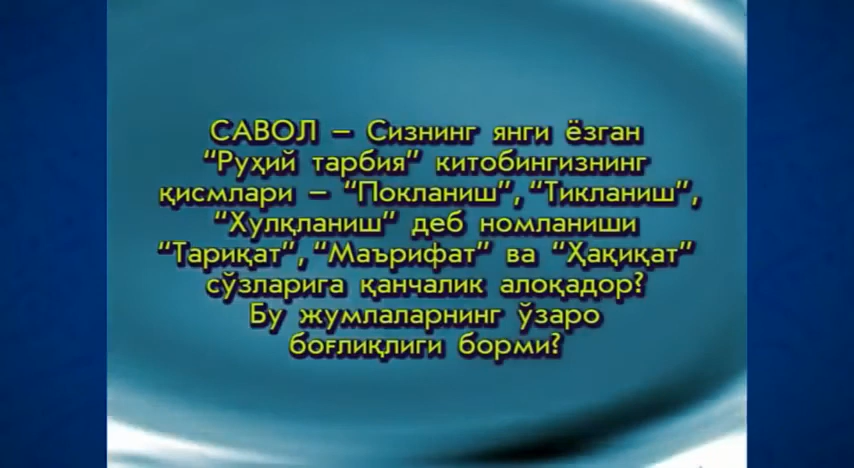 САВОЛ – Сизнинг янги ёзган
“Руҳий тарбия” китобингизнинг
қисмлари – “Покланиш”, “Тикланиш”,
“Хулқланиш” деб номланиши
“Тариқат”, “Маърифат” ва “Ҳақиқат”
сўзларига қанчалик алоқадор?
Бу жумлаларнинг ўзаро
боғлиқлиги борми?